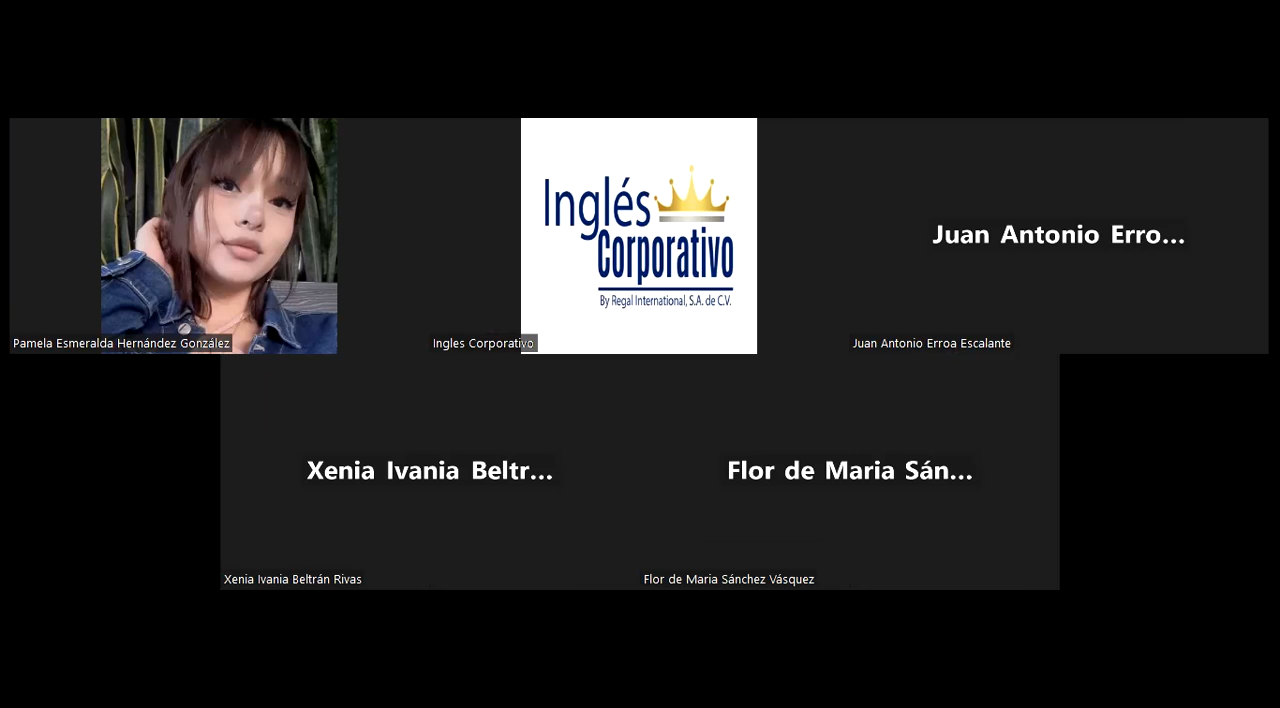 Inglés
Corporativo
By Regal International, S.A. de C.V.
Juan Antonio Erro...
Pamela Esmeralda Hernández González
Ingles Corporativo
Juan Antonio Erroa Escalante
Xenia Ivania Beltr...
Flor de Maria Sán...
Xenia Ivania Beltrán Rivas
Flor de Maria Sánchez Vásquez